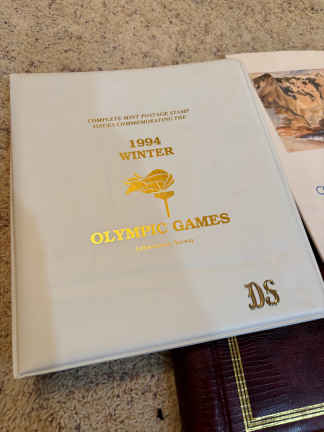 COMPLETE MINT POSTAGE STAMP
ISSUES COMMEMORATING THE
1994
WINTER
OLYMPIC GAMES
DS